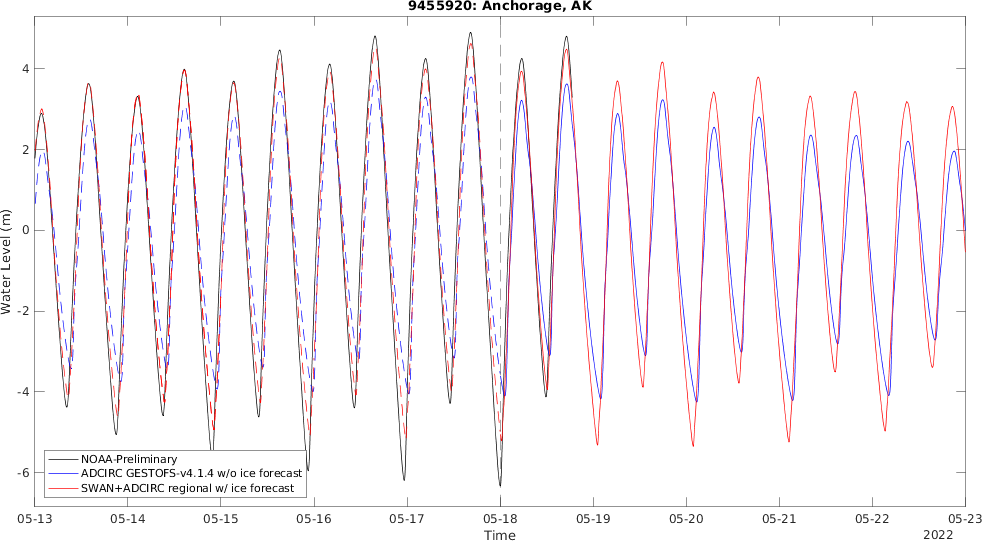 9455920: Anchorage, AK
Water Level (m)
4
2
0
-2
-4
-6
NOAA-Preliminary
ADCIRC GESTOFS-v4.1.4 w/o ice forecast
SWAN+ADCIRC regional w/ ice forecast
05-13 05-14 05-15 05-16 05-17 05-18 05-19 05-20 05-21 05-22 05-23
Time
2022